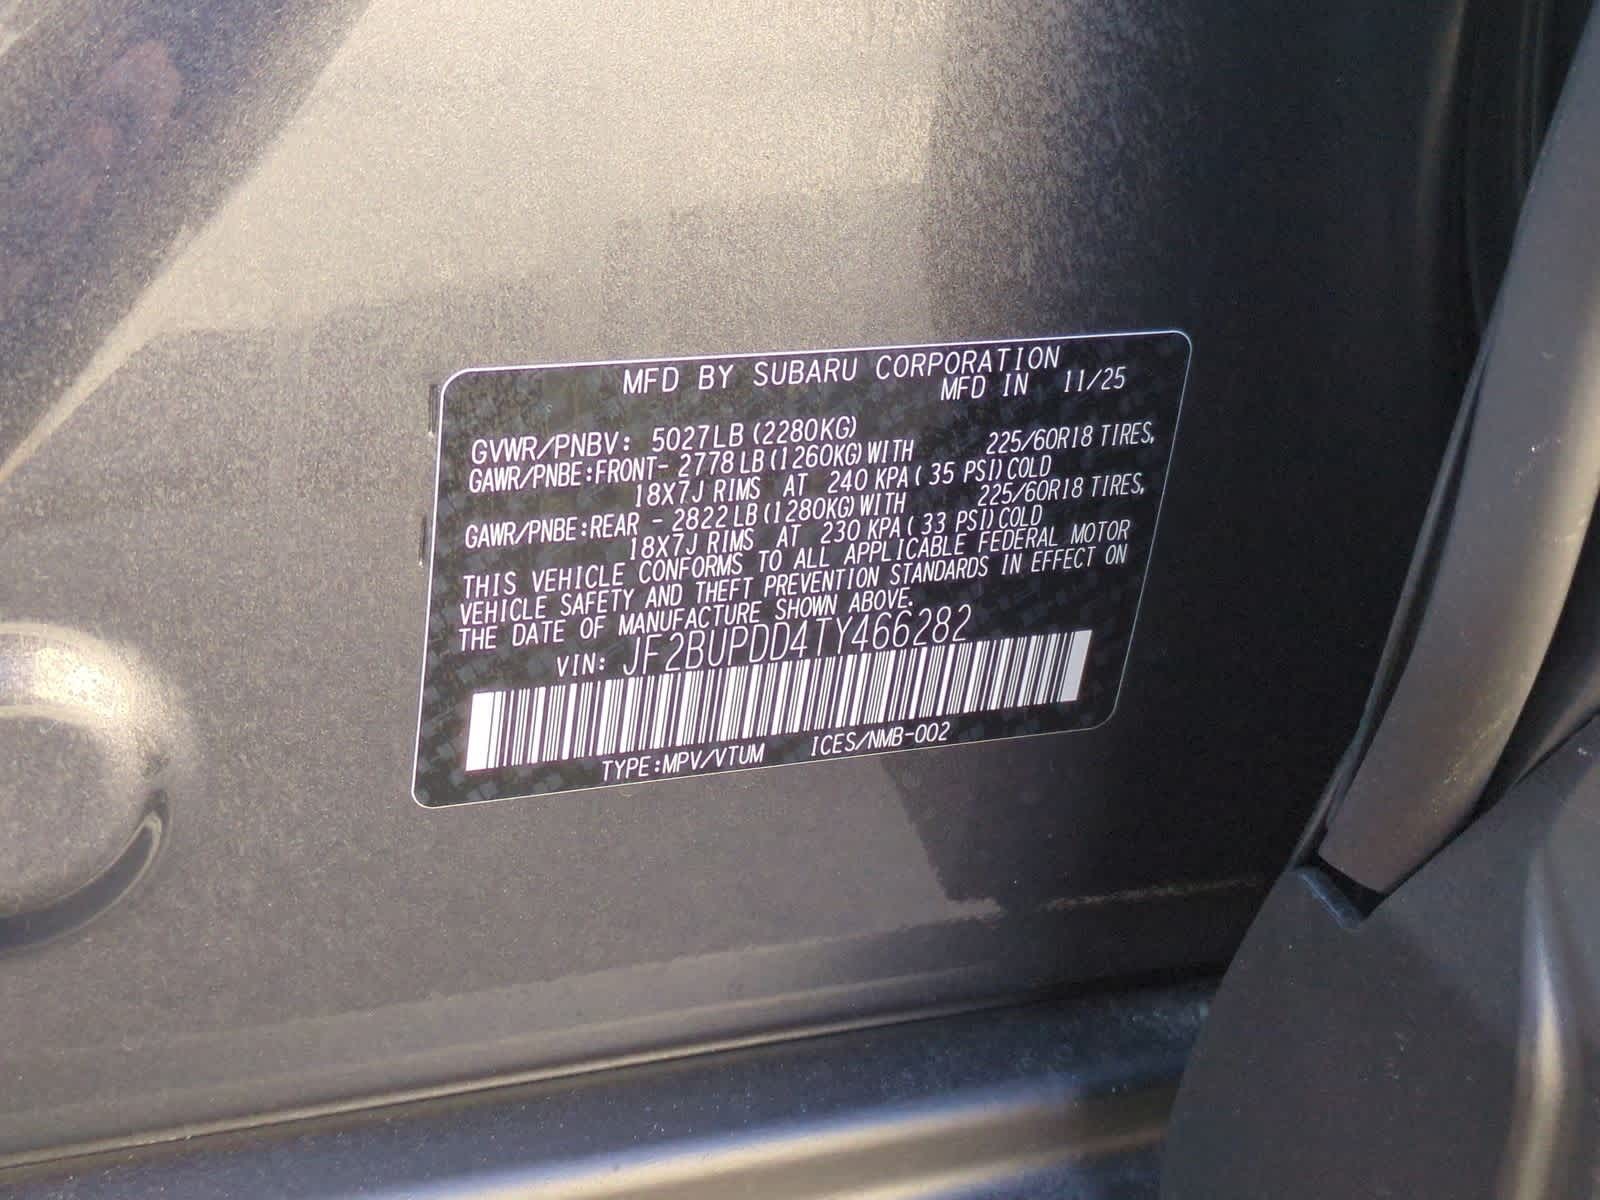 MFD BY SUBARU CORPORATION
MFD IN 11/25
GVWR/PNBV: 5027LB (2280KG)
GAWR/PNBE:FRONT- 2778LB (1260KG) WITH 225/60R18 TIRES,
18X7J RIMS AT 240 KPA ( 35 PSI) COLD
GAWR/PNBE:REAR - 2822LB (1280KG) WITH 225/60R18 TIRES,
18X7J RIMS AT 230 KPA ( 33 PSI) COLD
THIS VEHICLE CONFORMS TO ALL APPLICABLE FEDERAL MOTOR
VEHICLE SAFETY AND THEFT PREVENTION STANDARDS IN EFFECT ON
THE DATE OF MANUFACTURE SHOWN ABOVE.
VIN: JF2BUPDD4TY466282
TYPE:MPV/VTUM ICES/NMB-002